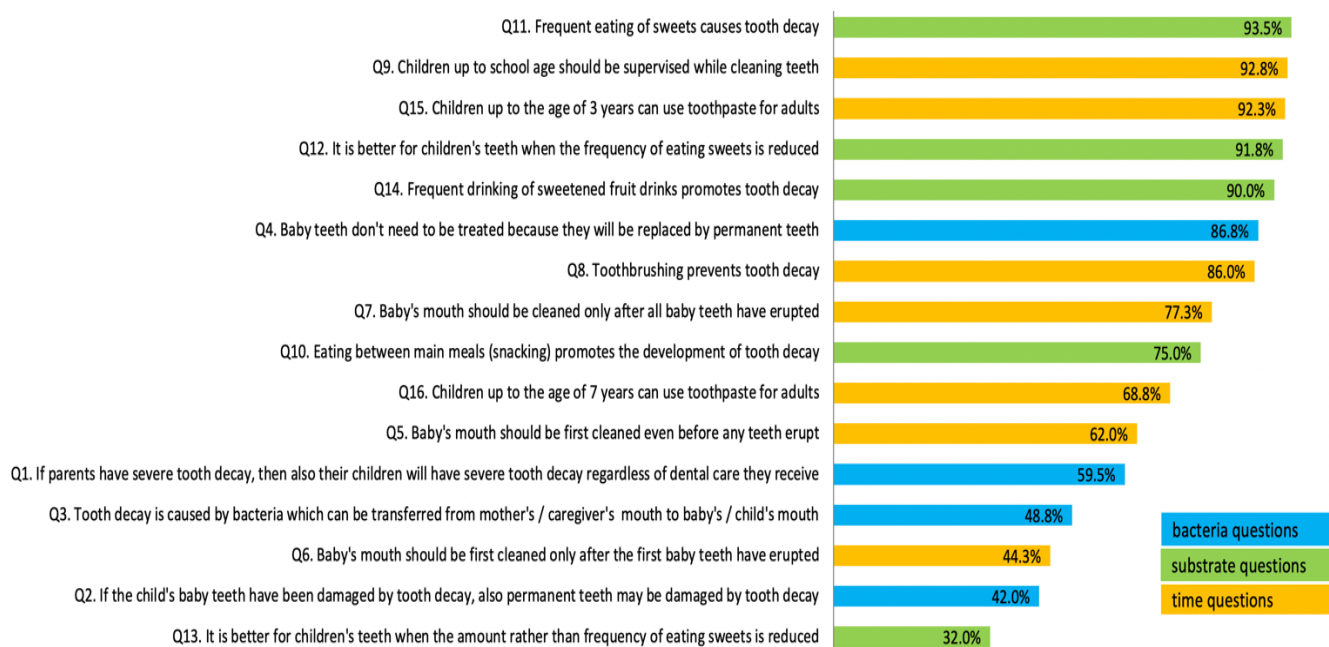 Q11. Frequent eating of sweets causes tooth decay 93.5%
Q9. Children up to school age should be supervised while cleaning teeth 92.8%
Q15. Children up to the age of 3 years can use toothpaste for adults 92.3%
Q12. It is better for children's teeth when the frequency of eating sweets is reduced 91.8%
Q14. Frequent drinking of sweetened fruit drinks promotes tooth decay 90.0%
Q4. Baby teeth don't need to be treated because they will be replaced by permanent teeth 86.8%
Q8. Toothbrushing prevents tooth decay 86.0%
Q7. Baby's mouth should be cleaned only after all baby teeth have erupted 77.3%
Q10. Eating between main meals (snacking) promotes the development of tooth decay 75.0%
Q16. Children up to the age of 7 years can use toothpaste for adults 68.8%
Q5. Baby's mouth should be first cleaned even before any teeth erupt 62.0%
Q1. If parents have severe tooth decay, then also their children will have severe tooth decay regardless of dental care they receive 59.5%
Q3. Tooth decay is caused by bacteria which can be transferred from mother's / caregiver's mouth to baby's / child's mouth 48.8%
Q6. Baby's mouth should be first cleaned only after the first baby teeth have erupted 44.3%
Q2. If the child's baby teeth have been damaged by tooth decay, also permanent teeth may be damaged by tooth decay 42.0%
Q13. It is better for children's teeth when the amount rather than frequency of eating sweets is reduced 32.0%
bacteria questions
substrate questions
time questions